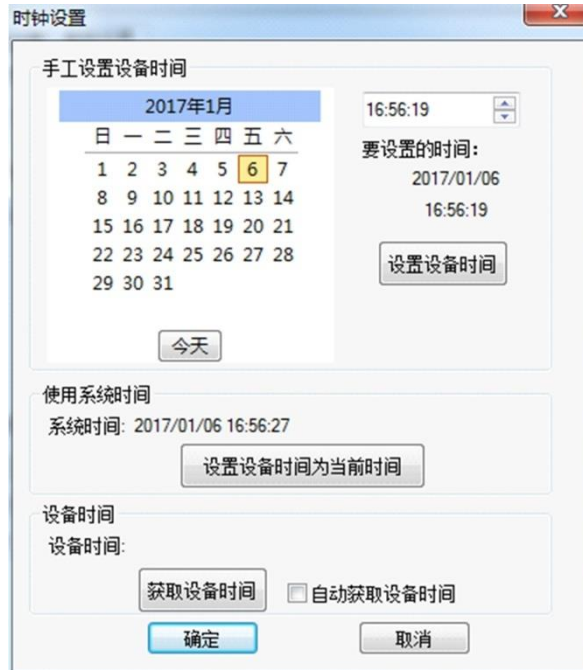 时钟设置
手工设置设备时间
2017年1月
日 一 二 三 四 五 六
1 2 3 4 5 6 7
8 9 10 11 12 13 14
15 16 17 18 19 20 21
22 23 24 25 26 27 28
29 30 31
今天
16:56:19
要设置的时间：
2017/01/06
16:56:19
设置设备时间
使用系统时间
系统时间: 2017/01/06 16:56:27
设置设备时间为当前时间
设备时间
设备时间:
获取设备时间 自动获取设备时间
确定 取消